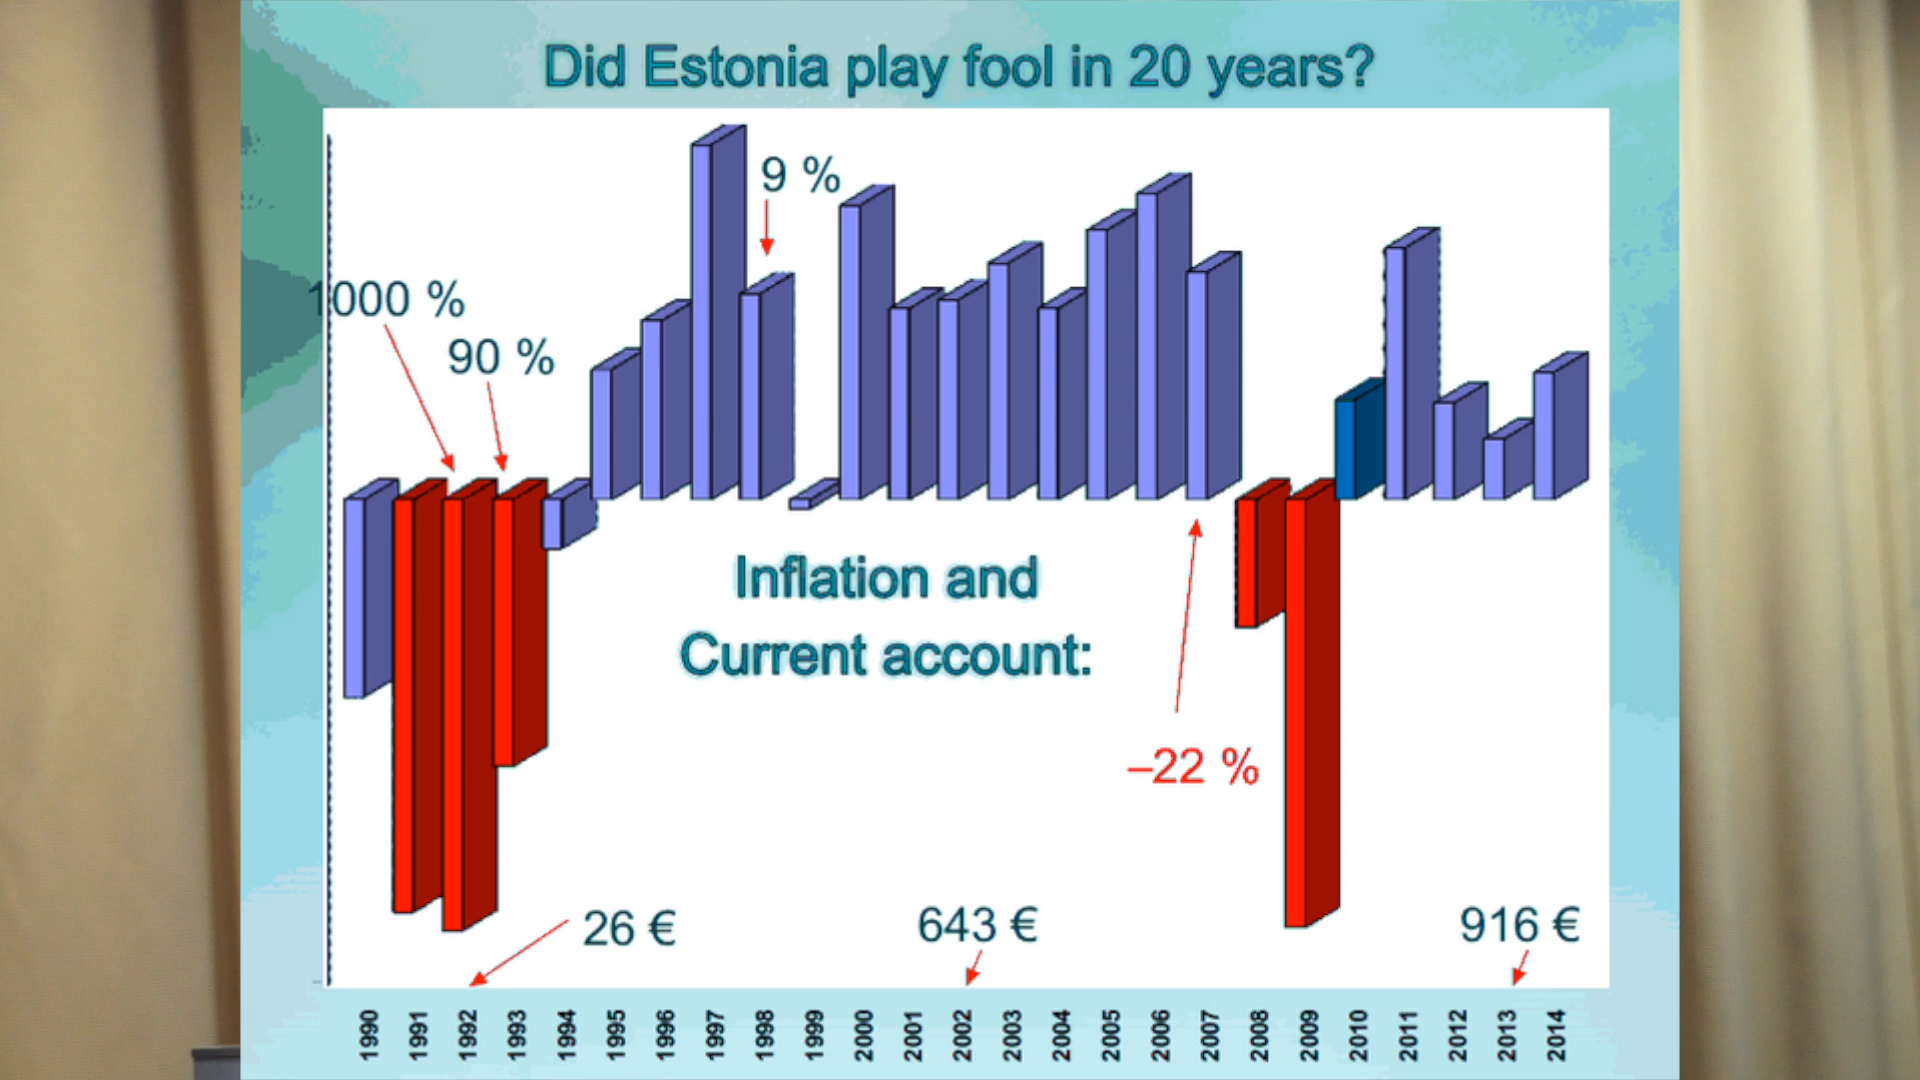 Did Estonia play fool in 20 years?
9 %
1000 %
90 %
Inflation and
Current account:
–22 %
26 €
643 €
916 €
1990 1991 1992 1993 1994 1995 1996 1997 1998 1999 2000 2001 2002 2003 2004 2005 2006 2007 2008 2009 2010 2011 2012 2013 2014